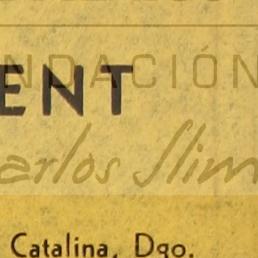 NDACIÓN
ENT
arlos Slim
Catalina, Dgo.